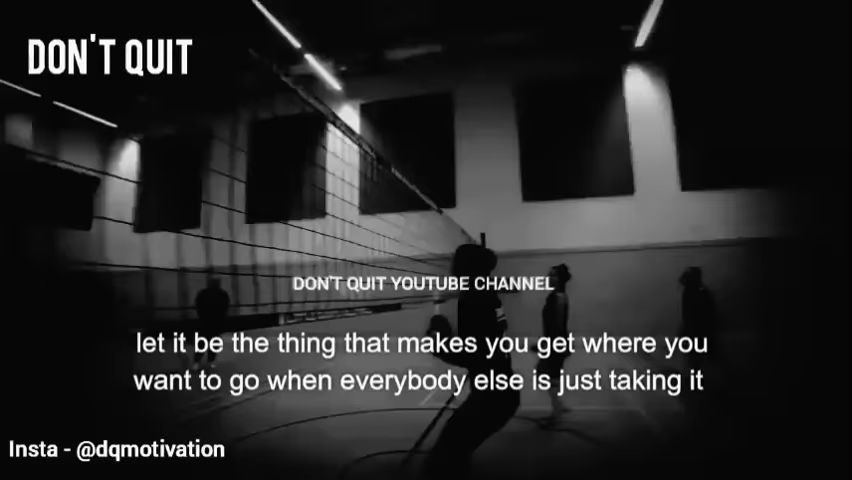 DON'T QUIT
DON'T QUIT YOUTUBE CHANNEL
let it be the thing that makes you get where you
want to go when everybody else is just taking it
Insta - @dqmotivation